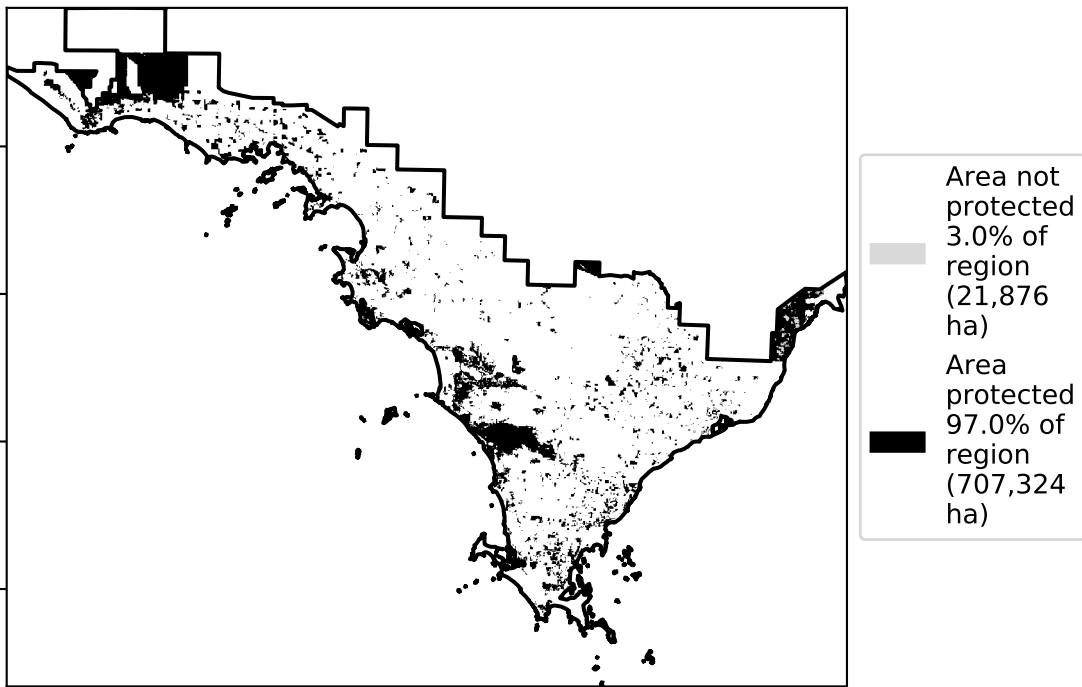 Area not
protected
3.0% of
region
(21,876
ha)
Area
protected
97.0% of
region
(707,324
ha)